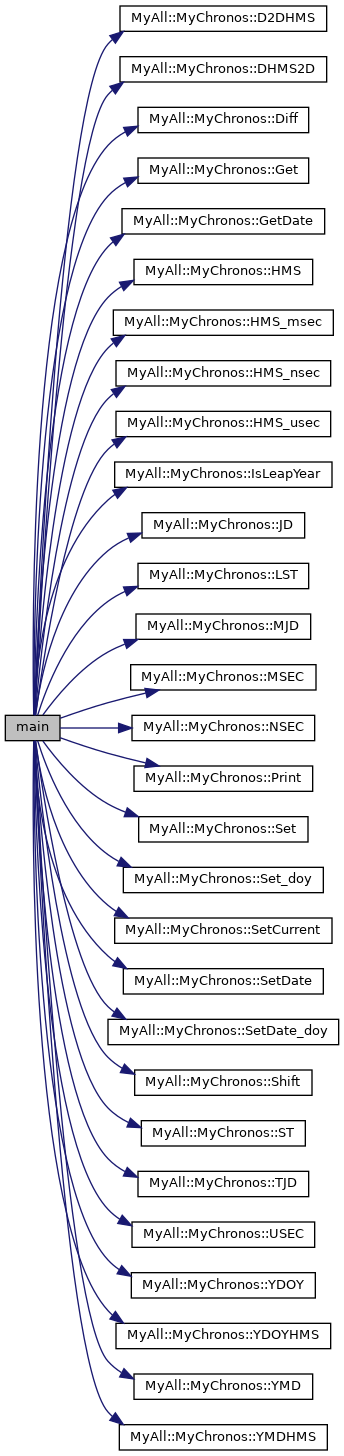 MyAll::MyChronos::D2DHMS
MyAll::MyChronos::DHMS2D
MyAll::MyChronos::Diff
MyAll::MyChronos::Get
MyAll::MyChronos::GetDate
MyAll::MyChronos::HMS
MyAll::MyChronos::HMS_msec
MyAll::MyChronos::HMS_nsec
MyAll::MyChronos::HMS_usec
MyAll::MyChronos::IsLeapYear
MyAll::MyChronos::JD
MyAll::MyChronos::LST
MyAll::MyChronos::MJD
MyAll::MyChronos::MSEC
main
MyAll::MyChronos::NSEC
MyAll::MyChronos::Print
MyAll::MyChronos::Set
MyAll::MyChronos::Set_doy
MyAll::MyChronos::SetCurrent
MyAll::MyChronos::SetDate
MyAll::MyChronos::SetDate_doy
MyAll::MyChronos::Shift
MyAll::MyChronos::ST
MyAll::MyChronos::TJD
MyAll::MyChronos::USEC
MyAll::MyChronos::YDOY
MyAll::MyChronos::YDOYHMS
MyAll::MyChronos::YMD
MyAll::MyChronos::YMDHMS